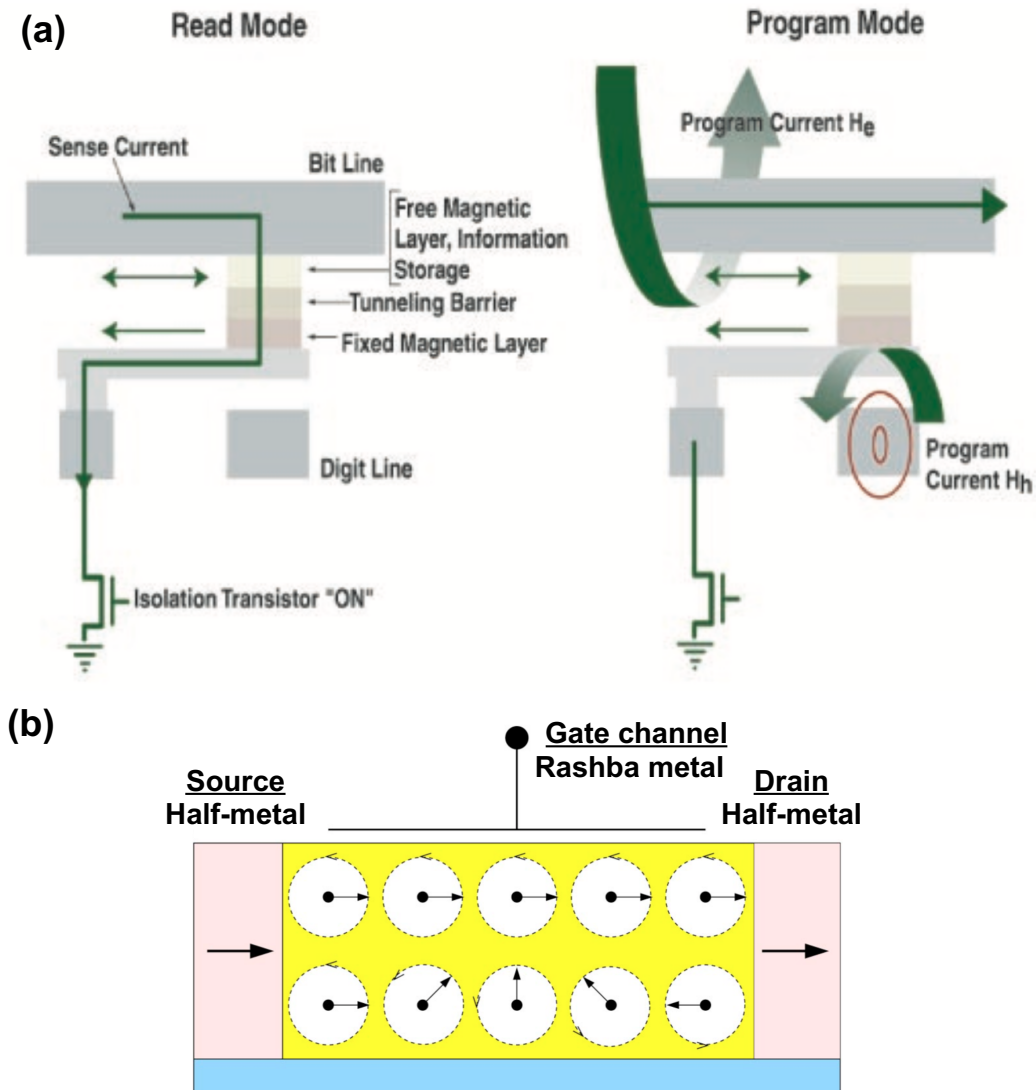 (a)
Read Mode
Program Mode
Sense Current
Bit Line
Free Magnetic
Layer, Information
Storage
Tunneling Barrier
Fixed Magnetic Layer
Digit Line
Isolation Transistor "ON"
Program Current He
Program
Current Hh
(b)
Gate channel
Rashba metal
Source
Half-metal
Drain
Half-metal